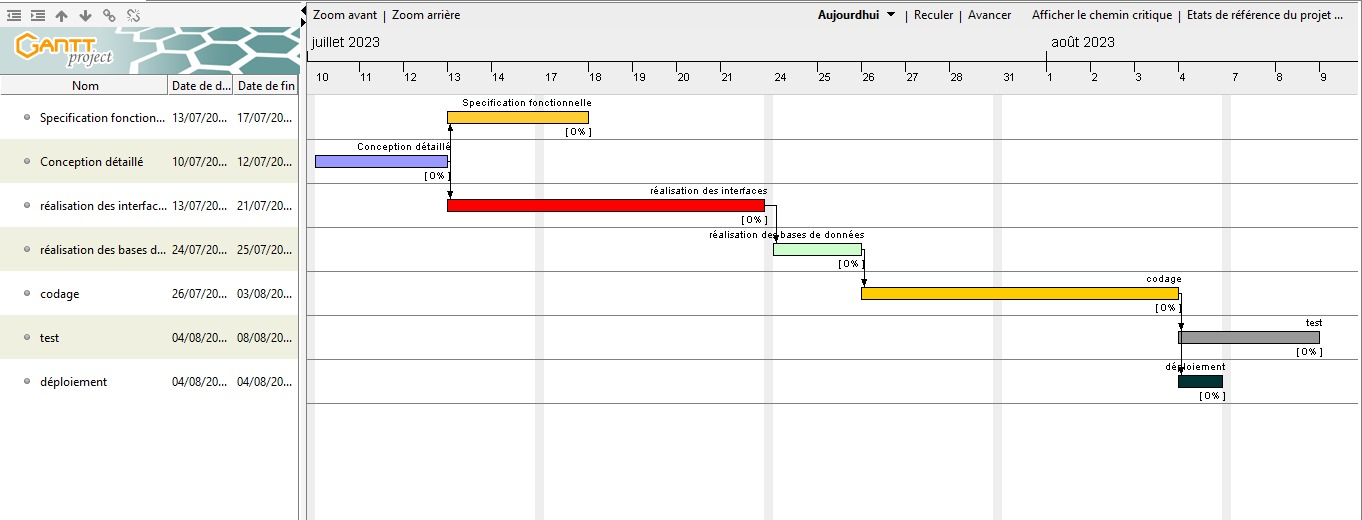 Zoom avant | Zoom arrière
Aujourdhui | Reculer | Avancer
Afficher le chemin critique | Etats de référence du projet ...
GANTT
project
juillet 2023
août 2023
10 11 12 13 14 17 18 19 20 21 24 25 26 27 28 31 1 2 3 4 7 8 9
Nom
Date de d...
Date de fin
Specification fonction... 13/07/20... 17/07/20...
Conception détaillé 10/07/20... 12/07/20...
réalisation des interfac... 13/07/20... 21/07/20...
réalisation des bases d... 24/07/20... 25/07/20...
codage 26/07/20... 03/08/20...
test 04/08/20... 08/08/20...
déploiement 04/08/20... 04/08/20...
Specification fonctionnelle
[0%]
Conception détaillé
[0%]
réalisation des interfaces
[0%]
réalisation des bases de données
[0%]
codage
[0%]
test
[0%]
déploiement
[0%]